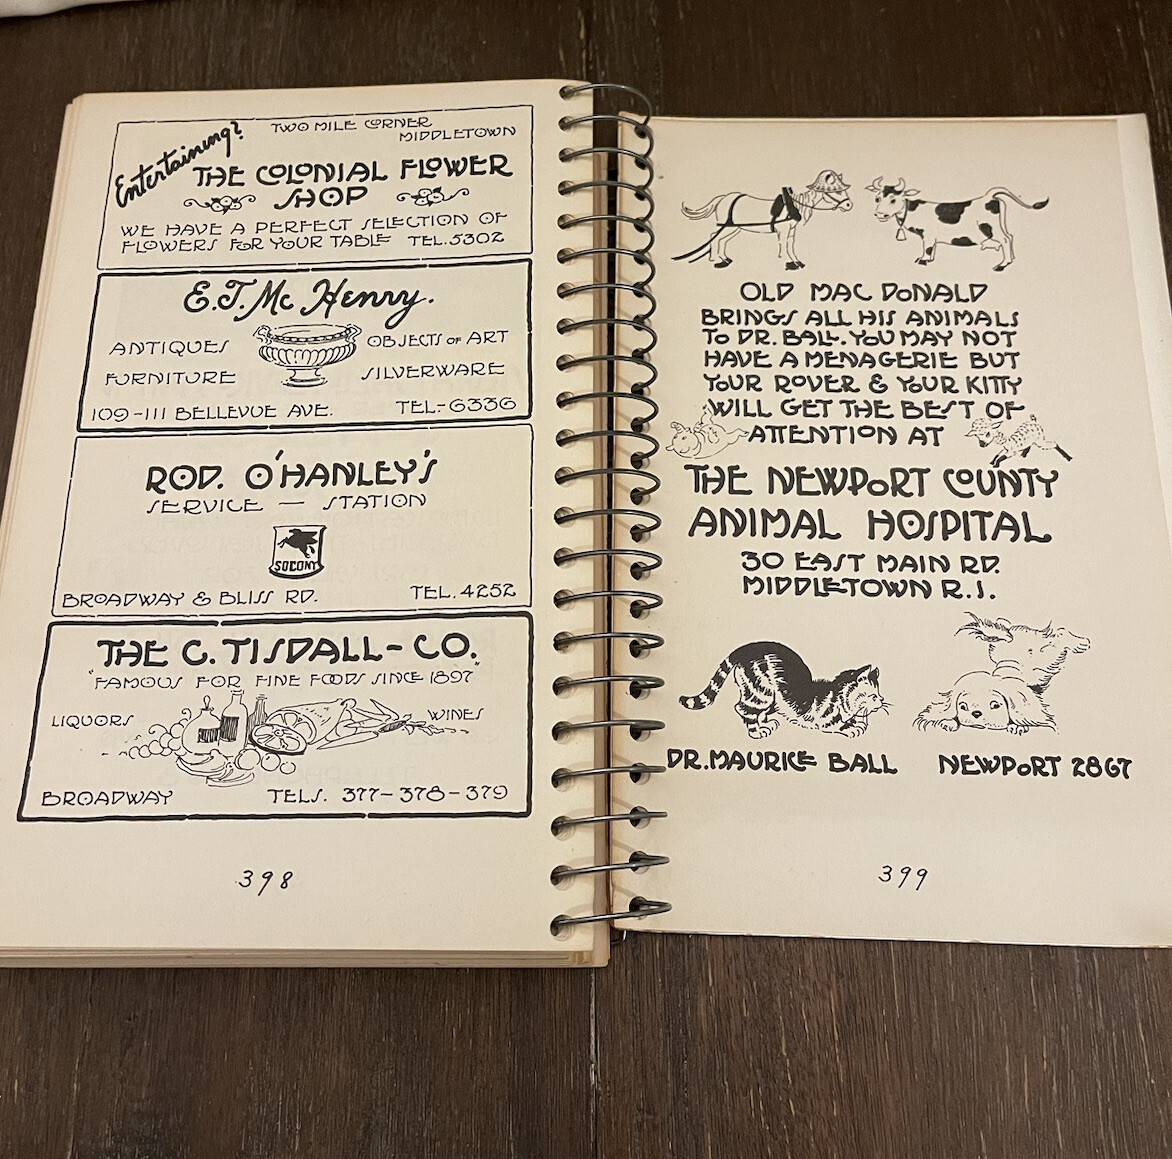 Entertaining?
TWO MILE CORNER
MIDDLETOWN
THE COLONIAL FLOWER
SHOP
WE HAVE A PERFECT SELECTION OF
FLOWERS FOR YOUR TABLE TEL. 5302
E.T. Mc Henry.
ANTIQUES OBJECTS OF ART
FURNITURE SILVERWARE
109-111 BELLEVUE AVE. TEL-6336
ROD. O'HANLEY'S
SERVICE — STATION
SOCONY
BROADWAY & BLISS RD. TEL. 4252
THE C. TISDALL-CO.
"FAMOUS FOR FINE FOODS SINCE 1897"
LIQUORS WINES
BROADWAY TELS. 377-378-379
398
OLD MAC DONALD
BRINGS ALL HIS ANIMALS
TO DR. BALL. YOU MAY NOT
HAVE A MENAGERIE BUT
YOUR ROVER & YOUR KITTY
WILL GET THE BEST OF
ATTENTION AT
THE NEWPORT COUNTY
ANIMAL HOSPITAL
30 EAST MAIN RD.
MIDDLETOWN R.I.
DR. MAURICE BALL NEWPORT 2867
399